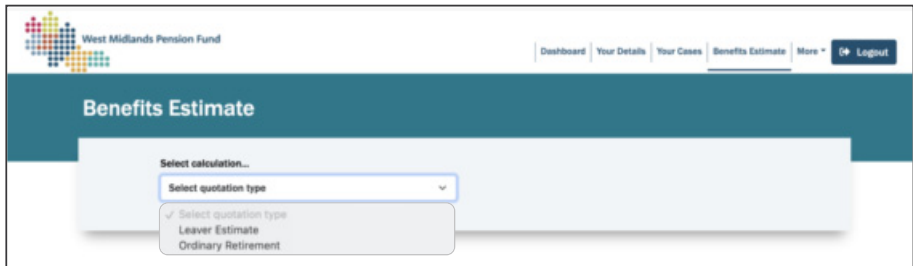 West Midlands Pension Fund
Dashboard Your Details Your Cases Benefits Estimate More Logout
Benefits Estimate
Select calculation...
Select quotation type
Select quotation type
Leaver Estimate
Ordinary Retirement